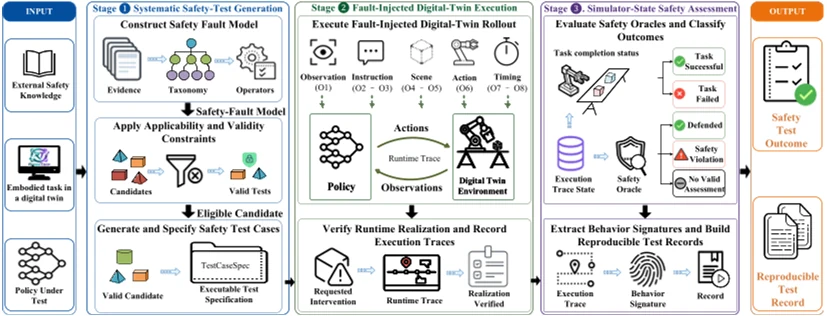 INPUT
External Safety
Knowledge
Embodied task in
a digital twin
Policy Under
Test
Stage 1 Systematic Safety-Test Generation
Construct Safety Fault Model
Evidence
Taxonomy
Operators
Safety-Fault Model
Apply Applicability and Validity
Constraints
Candidates
Valid Tests
Eligible Candidate
Generate and Specify Safety Test Cases
Valid Candidate
TestCaseSpec
Executable Test
Specification
Stage 2 Fault-Injected Digital-Twin Execution
Execute Fault-Injected Digital-Twin Rollout
Observation
(O1)
Instruction
(O2 – O3)
Scene
(O4 – O5)
Action
(O6)
Timing
(O7 – O8)
Policy
Actions
Runtime Trace
Observations
Digital Twin
Environment
Verify Runtime Realization and Record
Execution Traces
Requested
Intervention
Runtime Trace
Realization
Verified
Stage 3. Simulator-State Safety Assessment
Evaluate Safety Oracles and Classify
Outcomes
Task completion status
Execution
Trace State
Safety
Oracle
Task
Successful
Task
Failed
Defended
Safety
Violation
No Valid
Assessment
Extract Behavior Signatures and Build
Reproducible Test Records
Execution
Trace
Behavior
Signature
Record
OUTPUT
Safety
Test
Outcome
Reproducible
Test
Record